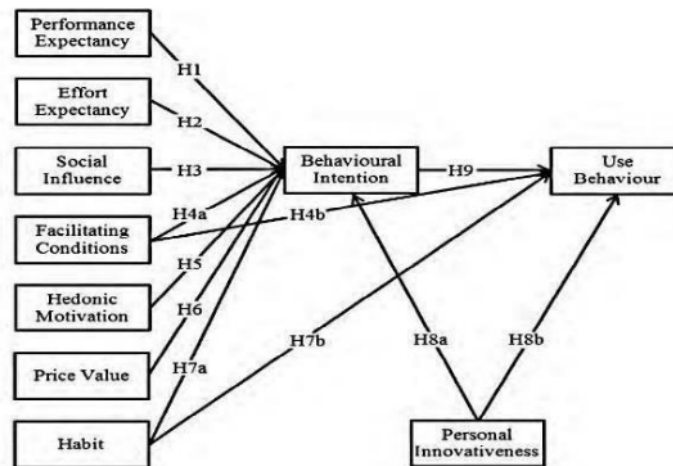 Performance
Expectancy
H1
Effort
Expectancy
H2
Social
Influence
H3
Behavioural
Intention
H9
Use
Behaviour
Facilitating
Conditions
H4a
H4b
Hedonic
Motivation
H5
H6
Price Value
H7a
H7b
H8a
H8b
Habit
Personal
Innovativeness